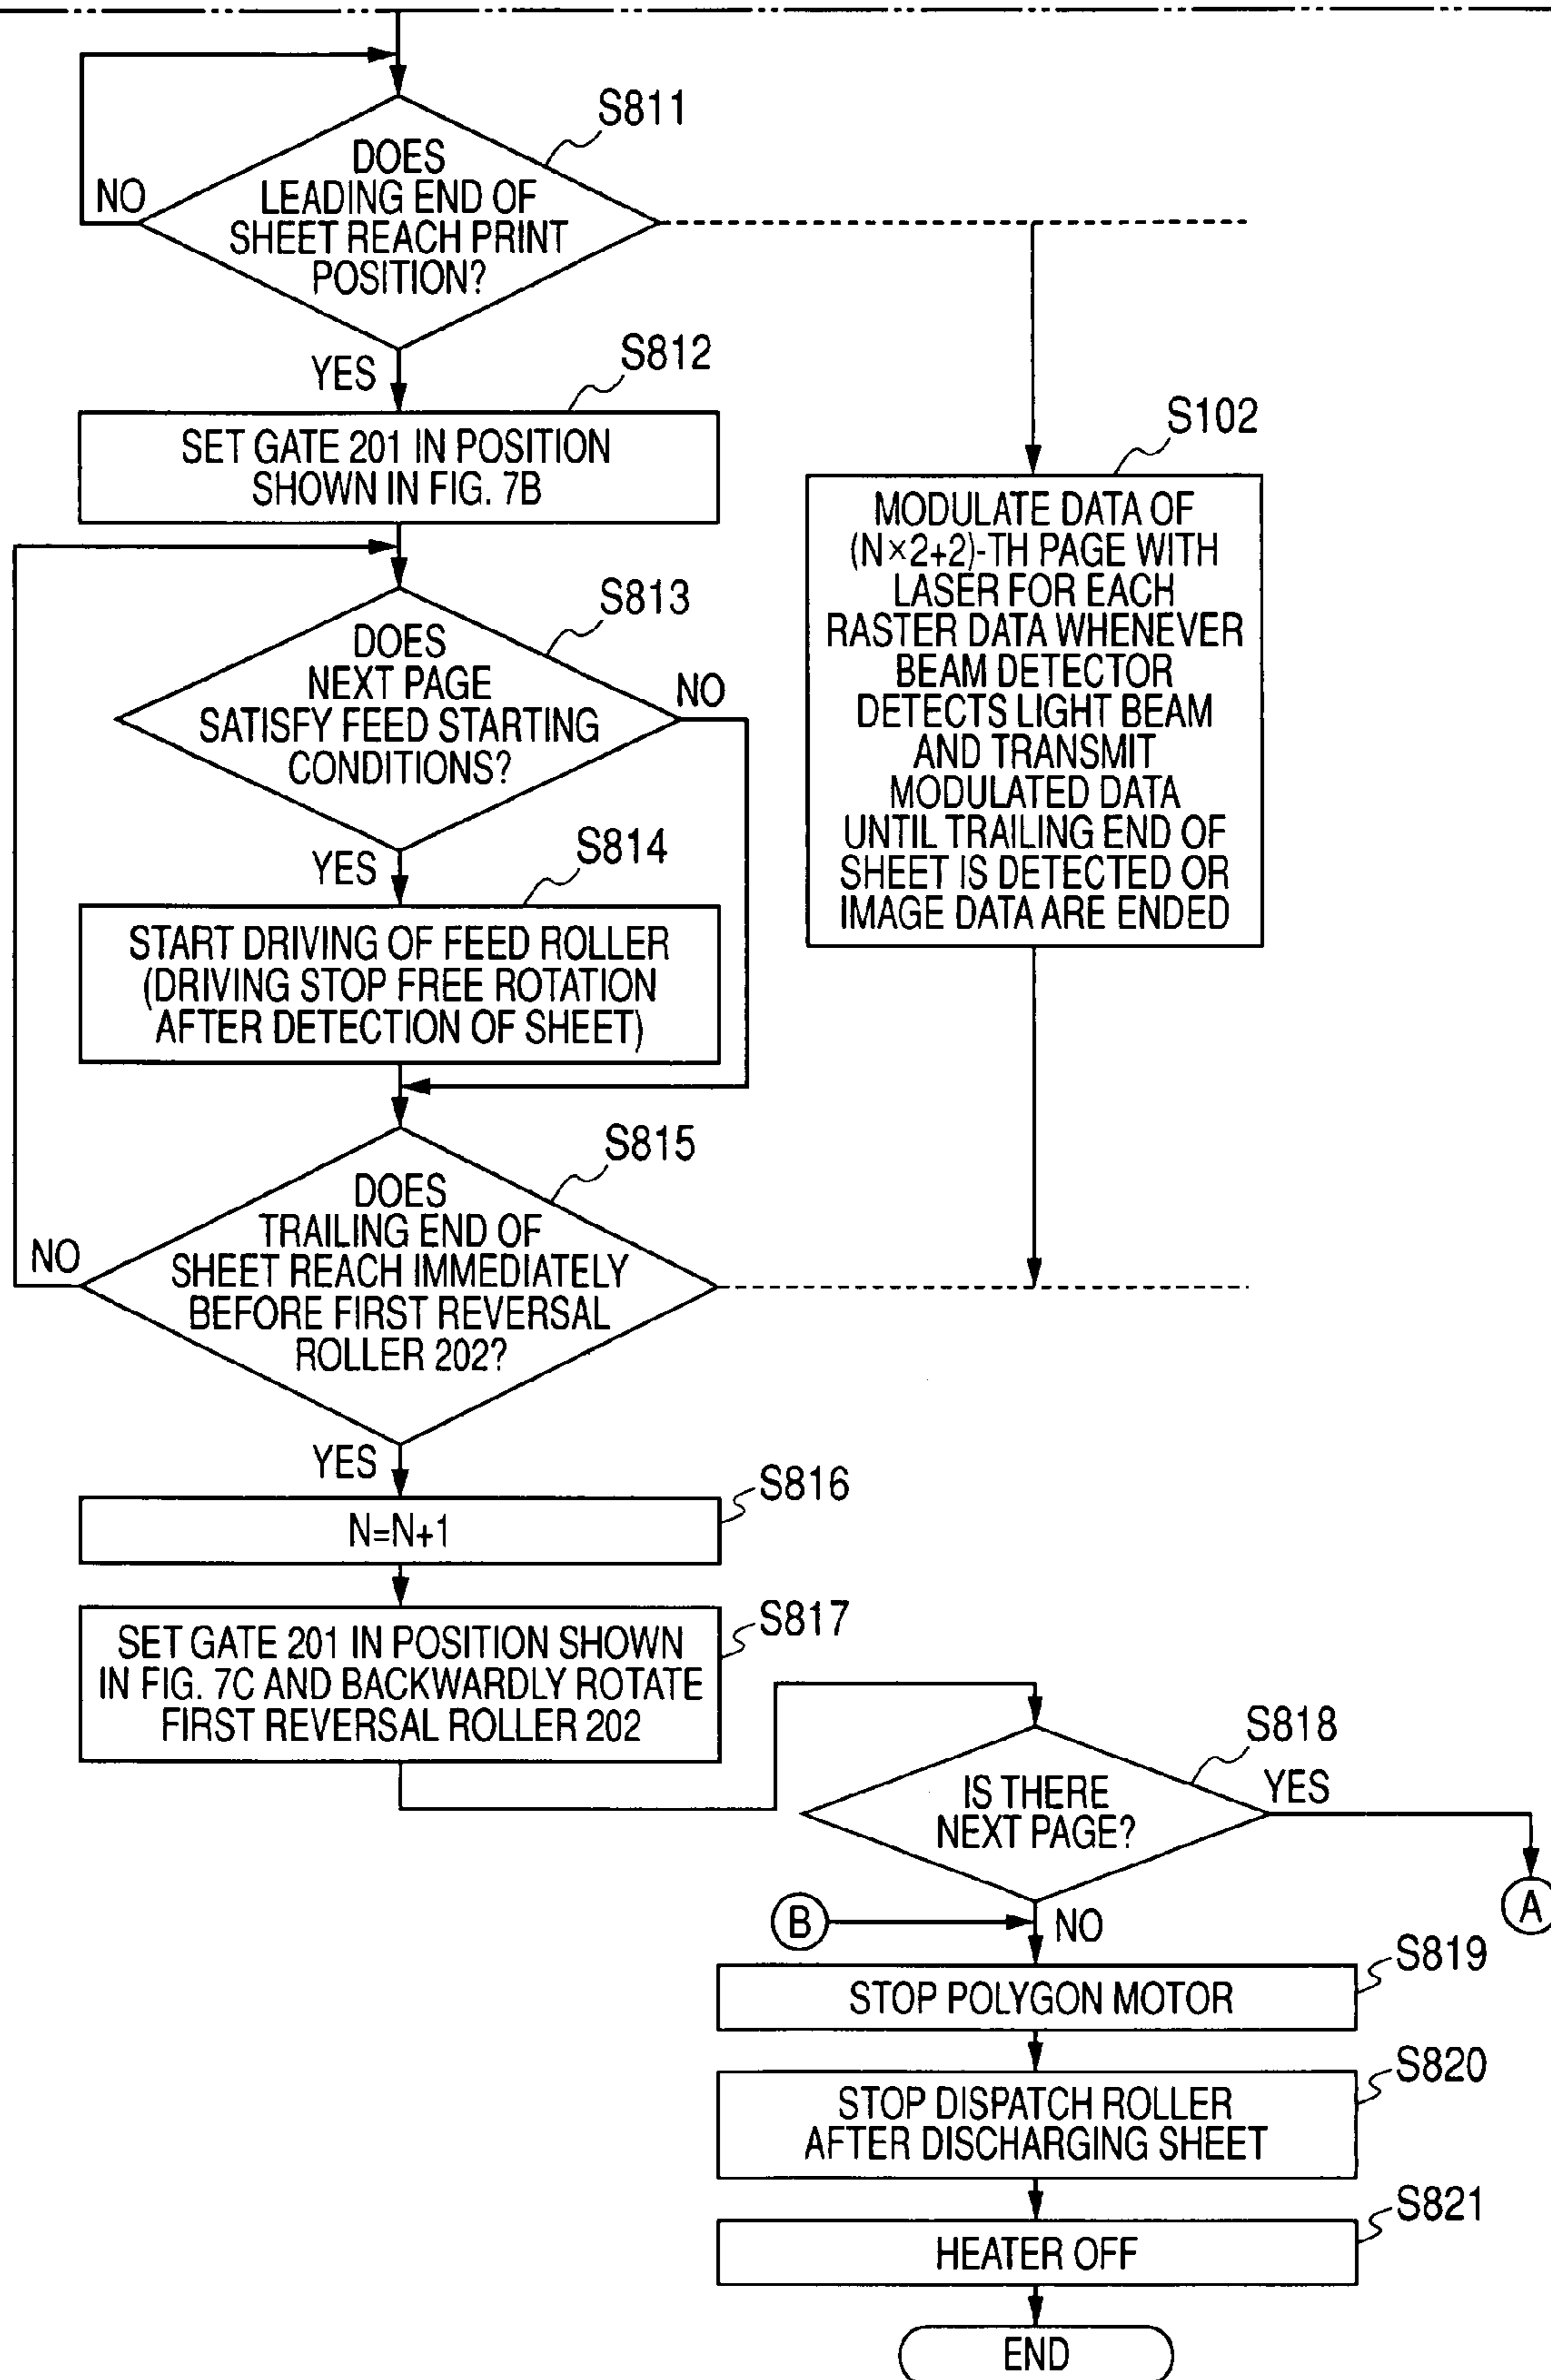 S811
DOES
LEADING END OF
SHEET REACH PRINT
POSITION?
NO
YES
S812
SET GATE 201 IN POSITION
SHOWN IN FIG. 7B
S102
MODULATE DATA OF
(N×2+2)-TH PAGE WITH
LASER FOR EACH
RASTER DATA WHENEVER
BEAM DETECTOR
DETECTS LIGHT BEAM
AND TRANSMIT
MODULATED DATA
UNTIL TRAILING END OF
SHEET IS DETECTED OR
IMAGE DATA ARE ENDED
S813
DOES
NEXT PAGE
SATISFY FEED STARTING
CONDITIONS?
NO
YES
S814
START DRIVING OF FEED ROLLER
(DRIVING STOP FREE ROTATION
AFTER DETECTION OF SHEET)
S815
DOES
TRAILING END OF
SHEET REACH IMMEDIATELY
BEFORE FIRST REVERSAL
ROLLER 202?
NO
YES
S816
N=N+1
S817
SET GATE 201 IN POSITION SHOWN
IN FIG. 7C AND BACKWARDLY ROTATE
FIRST REVERSAL ROLLER 202
S818
IS THERE
NEXT PAGE?
YES
A
B
NO
S819
STOP POLYGON MOTOR
S820
STOP DISPATCH ROLLER
AFTER DISCHARGING SHEET
S821
HEATER OFF
END